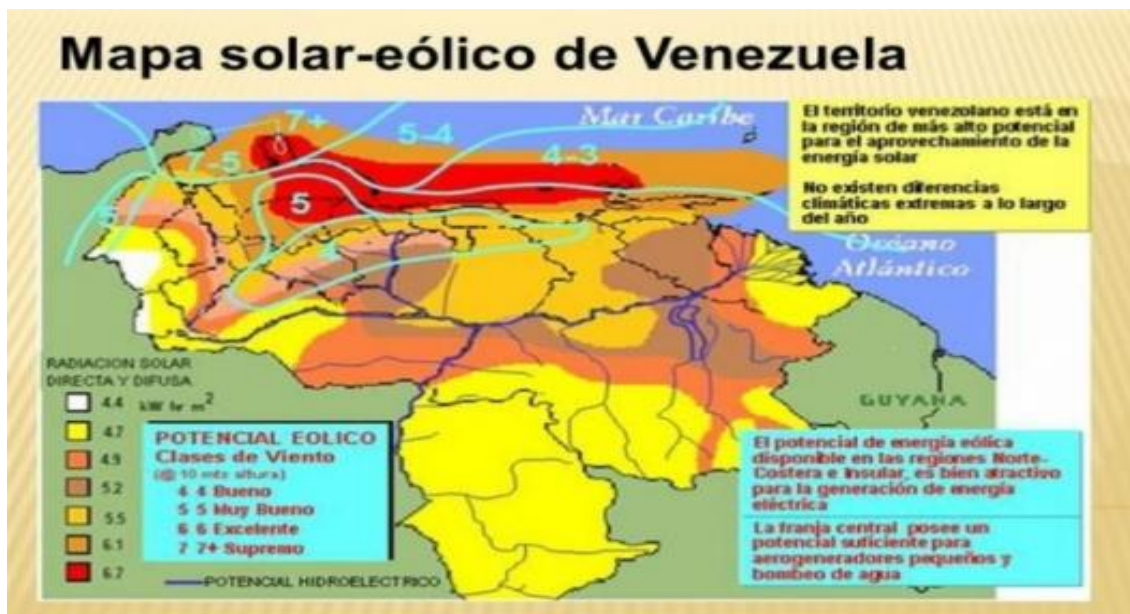 Mapa solar-eólico de Venezuela
Mar Caribe
El territorio venezolano está en
la región de más alto potencial
para el aprovechamiento de la
energía solar
No existen diferencias
climáticas extremas a lo largo
del año
7+
5-4
7-5
4-3
5
4
Océano
Atlántico
RADIACION SOLAR
DIRECTA Y DIFUSA
4.4 kW hr m²
4.7
4.9
5.2
5.5
6.1
6.7
POTENCIAL EOLICO
Clases de Viento
(@ 10 mts altura)
4 4 Bueno
5 5 Muy Bueno
6 6 Excelente
7 7+ Supremo
POTENCIAL HIDROELECTRICO
GUYANA
El potencial de energía eólica
disponible en las regiones Norte-
Costera e Insular, es bien atractivo
para la generación de energía
eléctrica
La franja central posee un
potencial suficiente para
aerogeneradores pequeños y
bombeo de agua